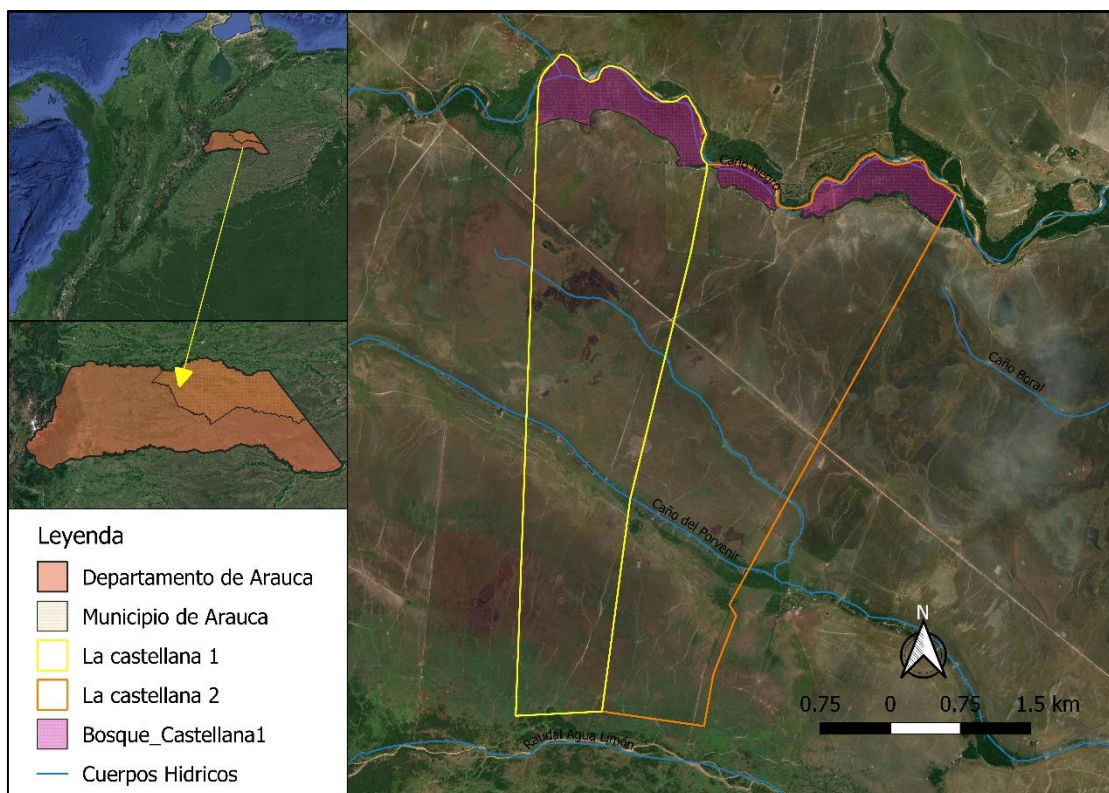 Caño Negro
Caño Boral
Caño del Porvenir
Raudal Agua Limón
N
0.75 0 0.75 1.5 km
Leyenda
Departamento de Arauca
Municipio de Arauca
La castellana 1
La castellana 2
Bosque_Castellana1
Cuerpos Hidricos